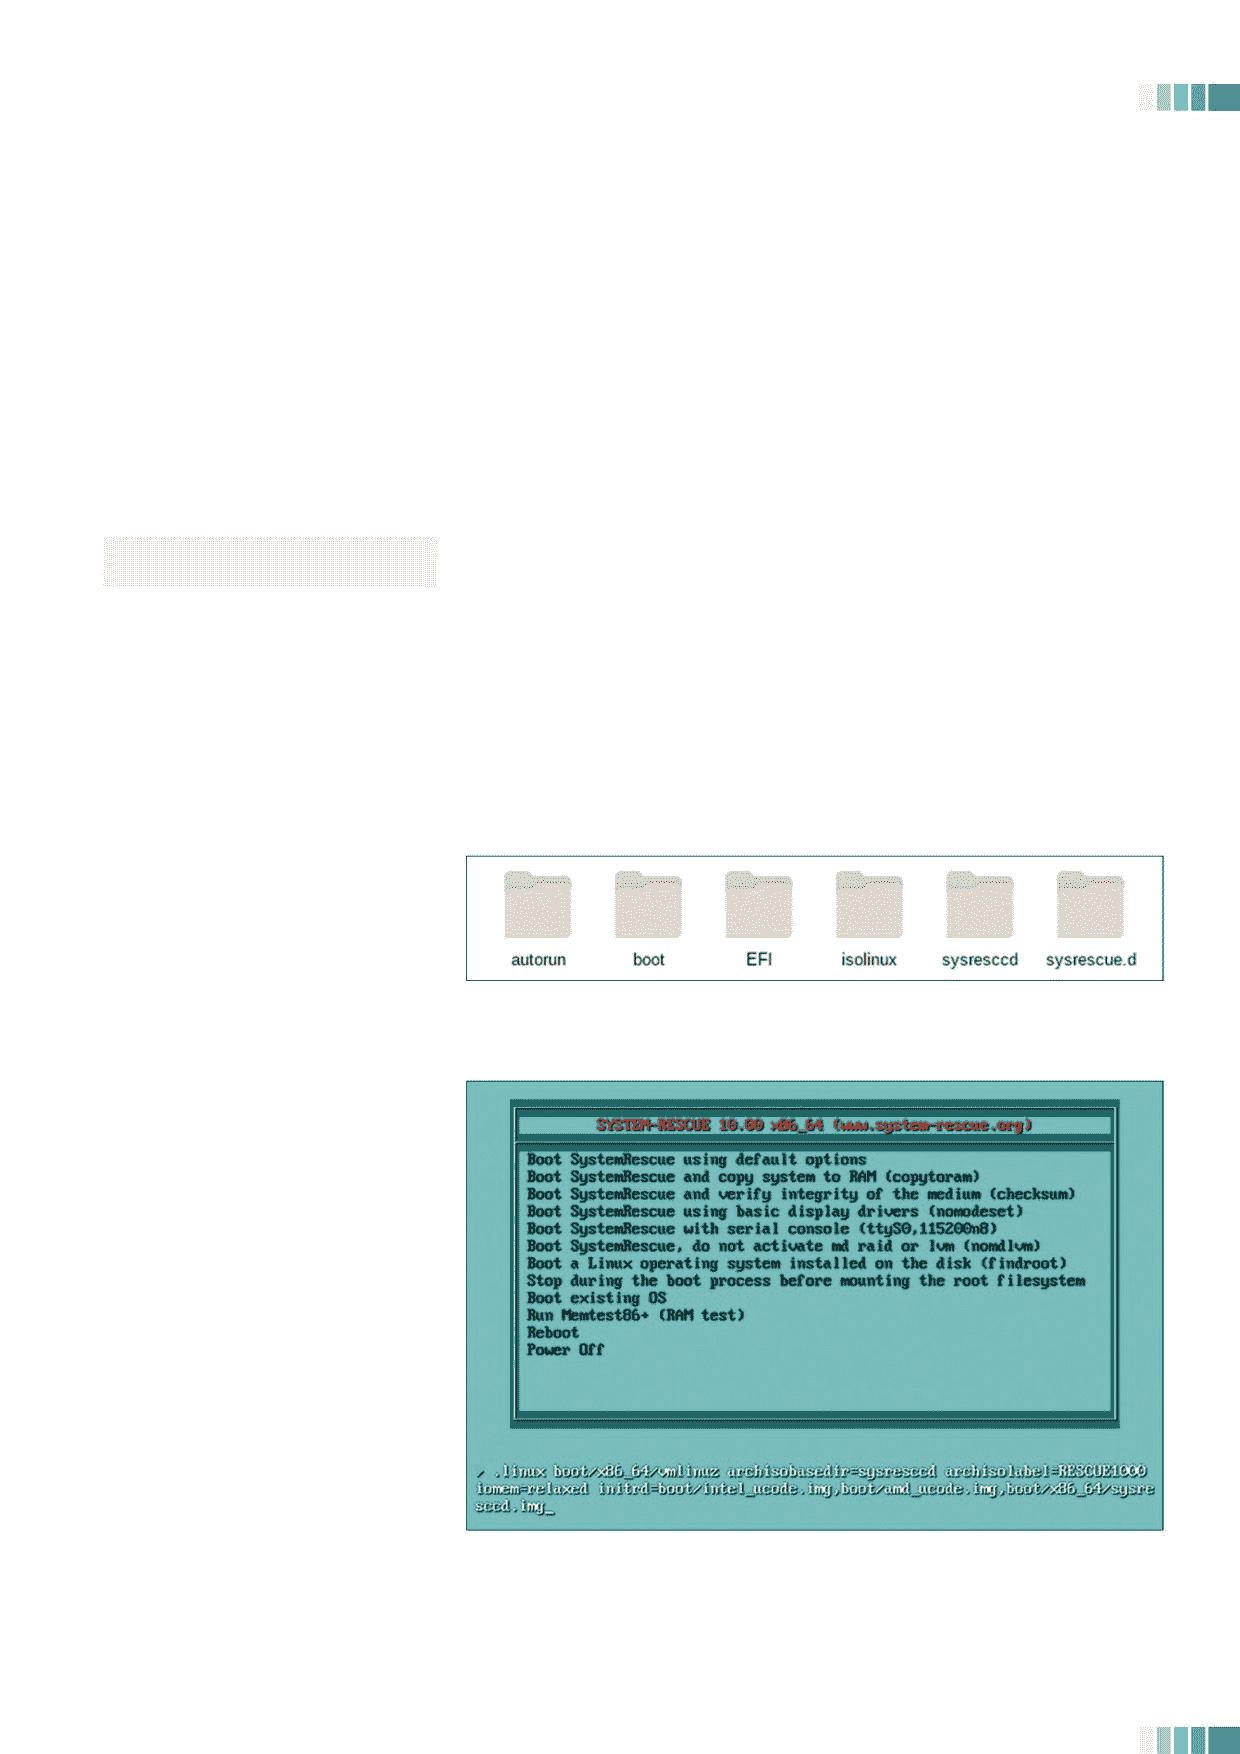 autorun boot EFI isolinux sysresccd sysrescue.d
SYSTEM-RESCUE 10.00 x86_64 (www.system-rescue.org)
Boot SystemRescue using default options
Boot SystemRescue and copy system to RAM (copytoram)
Boot SystemRescue and verify integrity of the medium (checksum)
Boot SystemRescue using basic display drivers (nomodeset)
Boot SystemRescue with serial console (ttyS0,115200n8)
Boot SystemRescue, do not activate md raid or lvm (nomdlvm)
Boot a Linux operating system installed on the disk (findroot)
Stop during the boot process before mounting the root filesystem
Boot existing OS
Run Memtest86+ (RAM test)
Reboot
Power Off
/ .linux boot/x86_64/vmlinuz archisobasedir=sysresccd archisolabel=RESCUE1000
iomem=relaxed initrd=boot/intel_ucode.img,boot/amd_ucode.img,boot/x86_64/sysre
sccd.img_